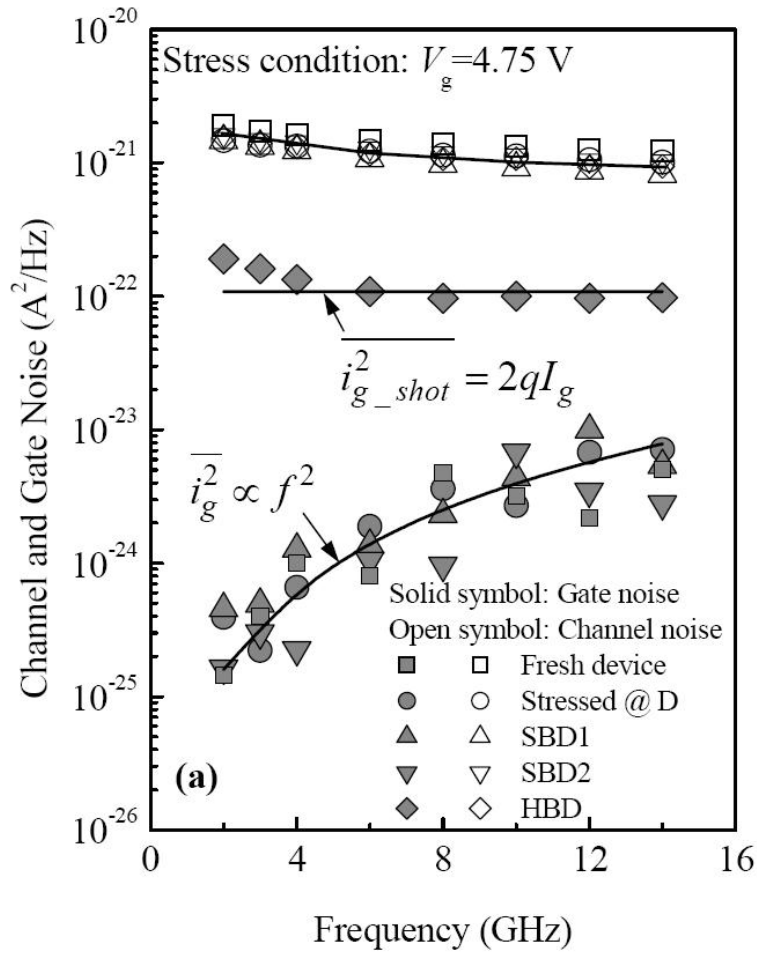 10⁻²⁰
Stress condition: V_g=4.75 V
10⁻²¹
10⁻²²
i²_g_shot = 2qI_g
10⁻²³
i²_g ∝ f²
10⁻²⁴
Solid symbol: Gate noise
Open symbol: Channel noise
Fresh device
10⁻²⁵
Stressed @ D
SBD1
SBD2
(a)
HBD
10⁻²⁶
0 4 8 12 16
Frequency (GHz)
Channel and Gate Noise (A²/Hz)